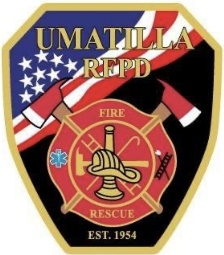 UMATILLA
RFPD
FIRE
RESCUE
EST. 1954